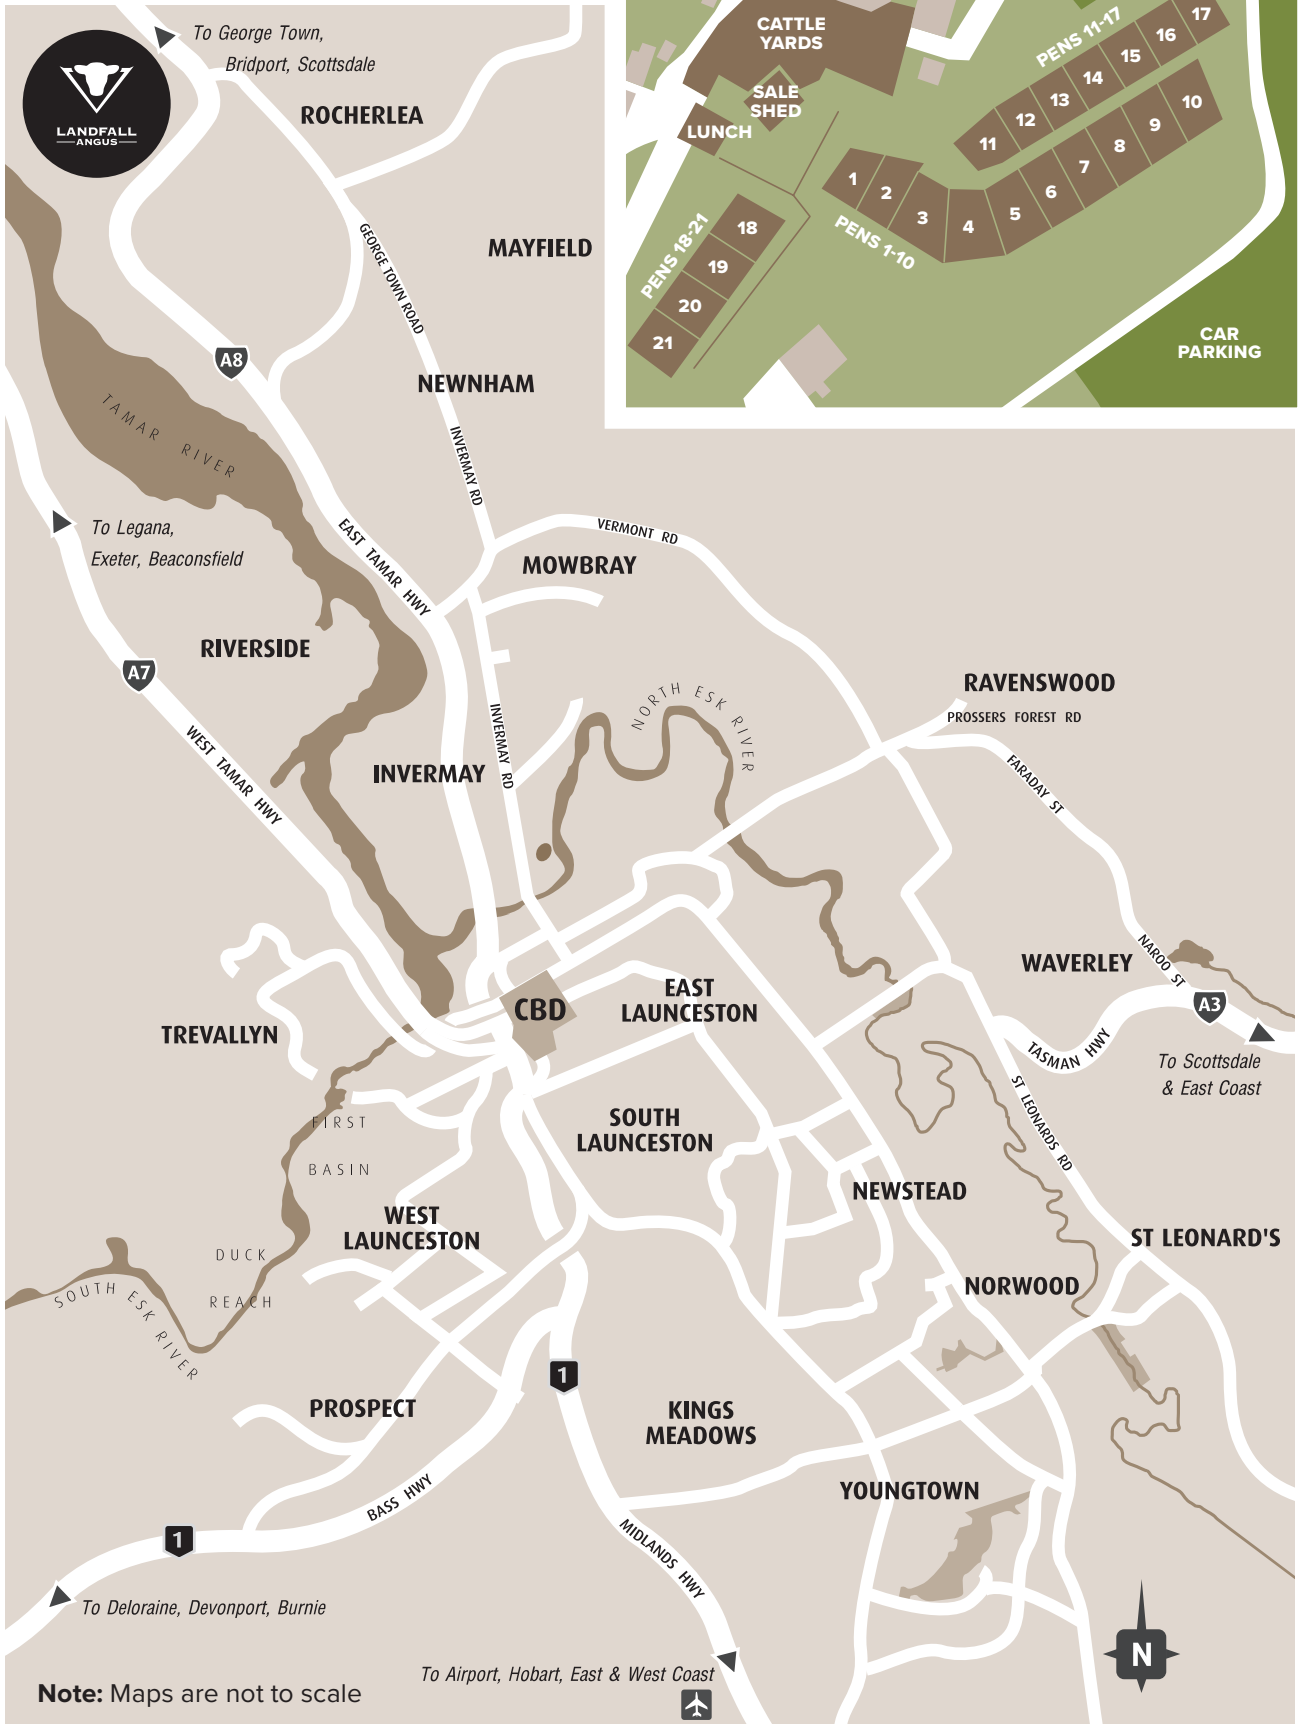 To George Town,
Bridport, Scottsdale
LANDFALL
ANGUS
ROCHERLEA
MAYFIELD
GEORGE TOWN ROAD
A8
NEWNHAM
TAMAR RIVER
INVERMAY RD
CATTLE
YARDS
SALE
SHED
LUNCH
PENS 11-17
17
16
15
14
13
12
11
10
9
8
7
6
5
4
3
2
1
PENS 1-10
PENS 18-21
18
19
20
21
CAR
PARKING
To Legana,
Exeter, Beaconsfield
EAST TAMAR HWY
VERMONT RD
MOWBRAY
RIVERSIDE
A7
WEST TAMAR HWY
NORTH ESK RIVER
RAVENSWOOD
PROSSERS FOREST RD
INVERMAY RD
INVERMAY
FARADAY ST
WAVERLEY
NAROO ST
A3
EAST
LAUNCESTON
CBD
TREVALLYN
TASMAN HWY
To Scottsdale
& East Coast
ST LEONARDS RD
FIRST
BASIN
SOUTH
LAUNCESTON
NEWSTEAD
WEST
LAUNCESTON
ST LEONARD'S
DUCK
REACH
SOUTH ESK RIVER
NORWOOD
1
PROSPECT
KINGS
MEADOWS
BASS HWY
YOUNGTOWN
1
MIDLANDS HWY
To Deloraine, Devonport, Burnie
N
To Airport, Hobart, East & West Coast
Note: Maps are not to scale